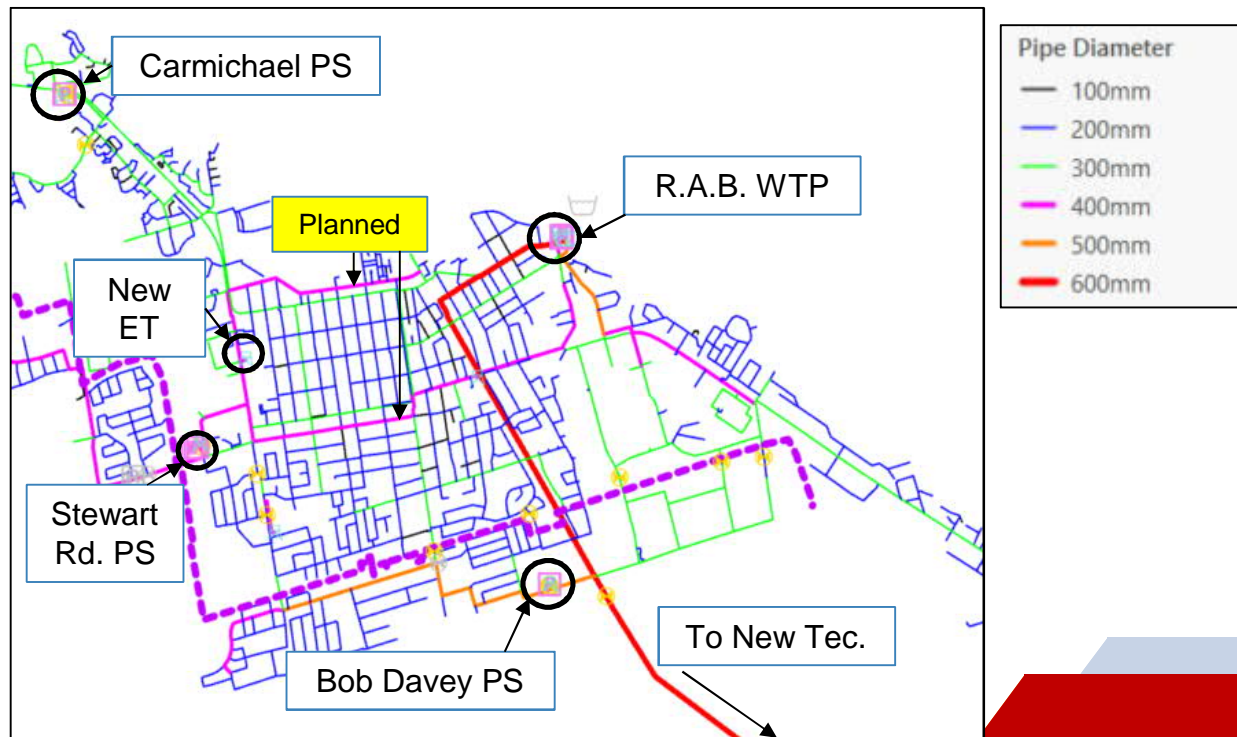 Carmichael PS
R.A.B. WTP
Planned
New
ET
Stewart
Rd. PS
Bob Davey PS
To New Tec.
Pipe Diameter
100mm
200mm
300mm
400mm
500mm
600mm